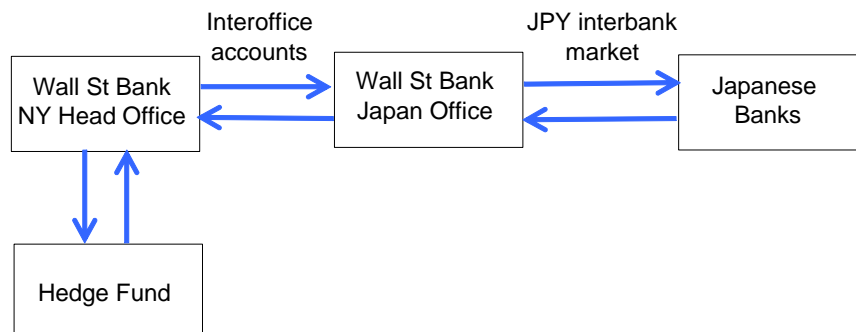 Interoffice
accounts
JPY interbank
market
Wall St Bank
NY Head Office
Wall St Bank
Japan Office
Japanese
Banks
Hedge Fund